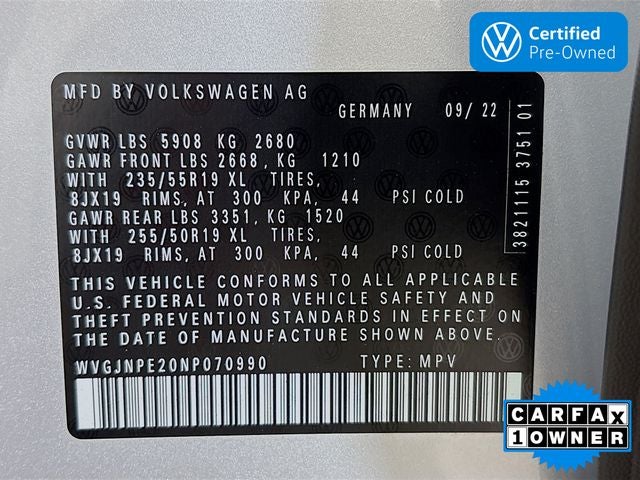 Certified
Pre-Owned
MFD BY VOLKSWAGEN AG
GERMANY 09/ 22
GVWR LBS 5908 KG 2680
GAWR FRONT LBS 2668, KG 1210
WITH 235/55R19 XL TIRES,
8JX19 RIMS, AT 300 KPA, 44 PSI COLD
GAWR REAR LBS 3351, KG 1520
WITH 255/50R19 XL TIRES,
8JX19 RIMS, AT 300 KPA, 44 PSI COLD
THIS VEHICLE CONFORMS TO ALL APPLICABLE
U.S. FEDERAL MOTOR VEHICLE SAFETY AND
THEFT PREVENTION STANDARDS IN EFFECT ON
THE DATE OF MANUFACTURE SHOWN ABOVE.
WVGJNPE20NP070990 TYPE: MPV
3821115 3751 01
CARFAX
1 OWNER